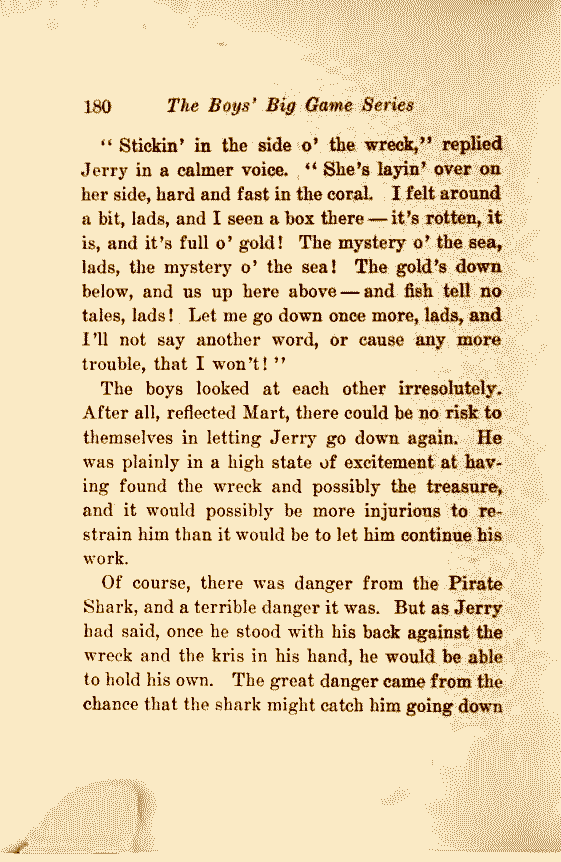 180 The Boys' Big Game Series
“ Stickin' in the side o' the wreck,” replied
Jerry in a calmer voice. “ She's layin' over on
her side, hard and fast in the coral. I felt around
a bit, lads, and I seen a box there — it's rotten, it
is, and it's full o' gold! The mystery o' the sea,
lads, the mystery o' the sea! The gold's down
below, and us up here above — and fish tell no
tales, lads! Let me go down once more, lads, and
I'll not say another word, or cause any more
trouble, that I won't! ”
The boys looked at each other irresolutely.
After all, reflected Mart, there could be no risk to
themselves in letting Jerry go down again. He
was plainly in a high state of excitement at hav-
ing found the wreck and possibly the treasure,
and it would possibly be more injurious to re-
strain him than it would be to let him continue his
work.
Of course, there was danger from the Pirate
Shark, and a terrible danger it was. But as Jerry
had said, once he stood with his back against the
wreck and the kris in his hand, he would be able
to hold his own. The great danger came from the
chance that the shark might catch him going down